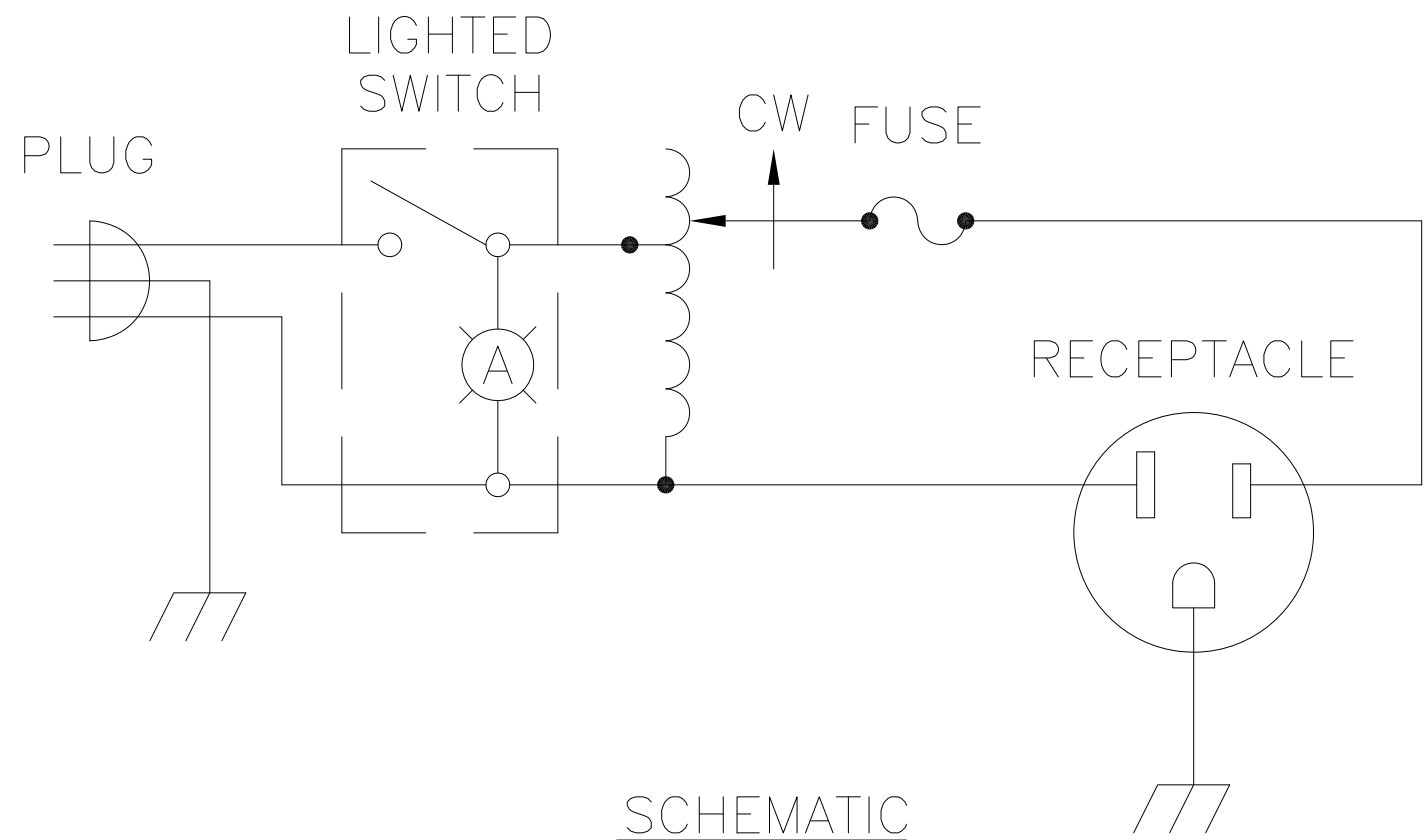 LIGHTED
SWITCH
CW
FUSE
PLUG
A
RECEPTACLE
SCHEMATIC